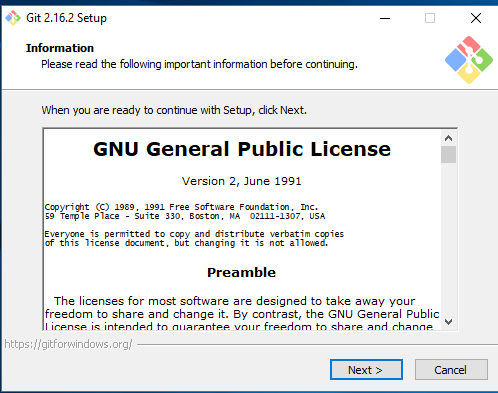 Git 2.16.2 Setup
Information
Please read the following important information before continuing.
When you are ready to continue with Setup, click Next.
GNU General Public License
Version 2, June 1991
Copyright (C) 1989, 1991 Free Software Foundation, Inc.
59 Temple Place - Suite 330, Boston, MA  02111-1307, USA
Everyone is permitted to copy and distribute verbatim copies
of this license document, but changing it is not allowed.
Preamble
The licenses for most software are designed to take away your
freedom to share and change it. By contrast, the GNU General Public
License is intended to guarantee your freedom to share and change
https://gitforwindows.org/
Next >
Cancel